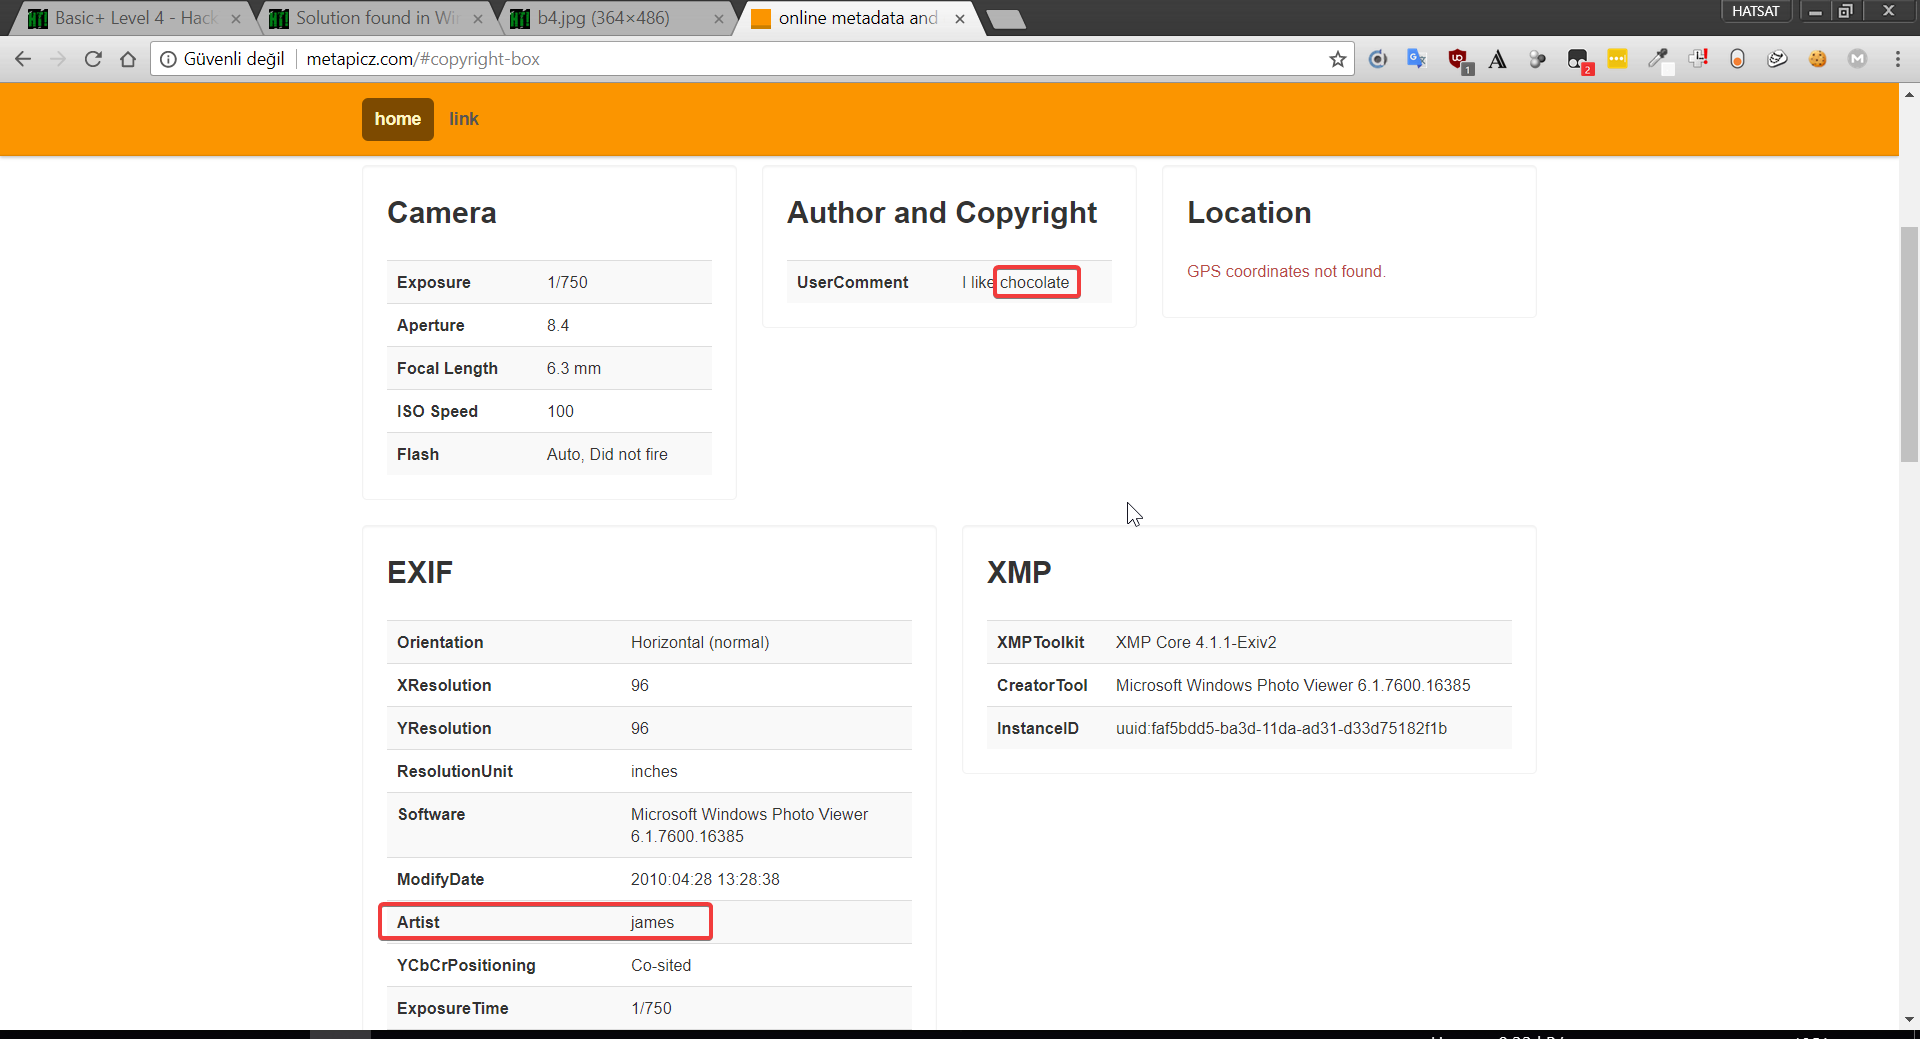 Basic+ Level 4 - Hack
Solution found in Wi
b4.jpg (364×486)
online metadata and
HATSAT
Güvenli değil
metapicz.com/#copyright-box
1
2
home
link
Camera
Exposure 1/750
Aperture 8.4
Focal Length 6.3 mm
ISO Speed 100
Flash Auto, Did not fire
Author and Copyright
UserComment I like chocolate
Location
GPS coordinates not found.
EXIF
Orientation Horizontal (normal)
XResolution 96
YResolution 96
ResolutionUnit inches
Software Microsoft Windows Photo Viewer
6.1.7600.16385
ModifyDate 2010:04:28 13:28:38
Artist james
YCbCrPositioning Co-sited
ExposureTime 1/750
XMP
XMPToolkit XMP Core 4.1.1-Exiv2
CreatorTool Microsoft Windows Photo Viewer 6.1.7600.16385
InstanceID uuid:faf5bdd5-ba3d-11da-ad31-d33d75182f1b